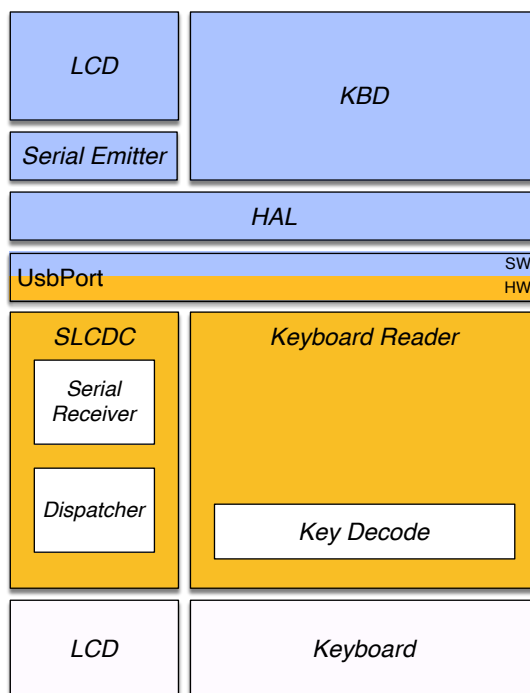 LCD
KBD
Serial Emitter
HAL
UsbPort
SW
HW
SLCDC
Keyboard Reader
Serial
Receiver
Dispatcher
Key Decode
LCD
Keyboard